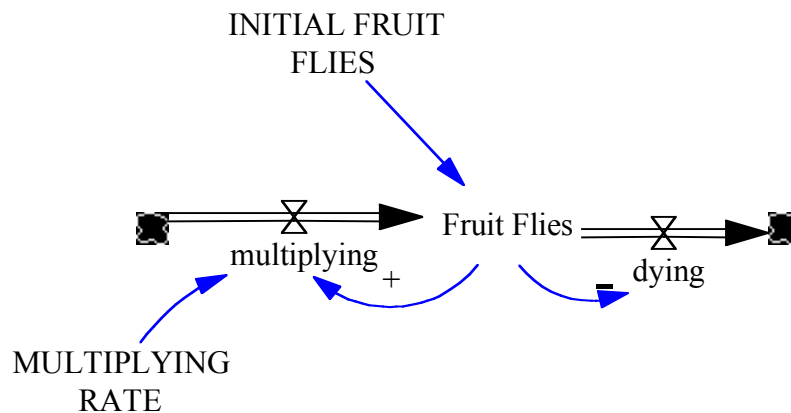 INITIAL FRUIT
FLIES
Fruit Flies
multiplying
+
-
dying
MULTIPLYING
RATE